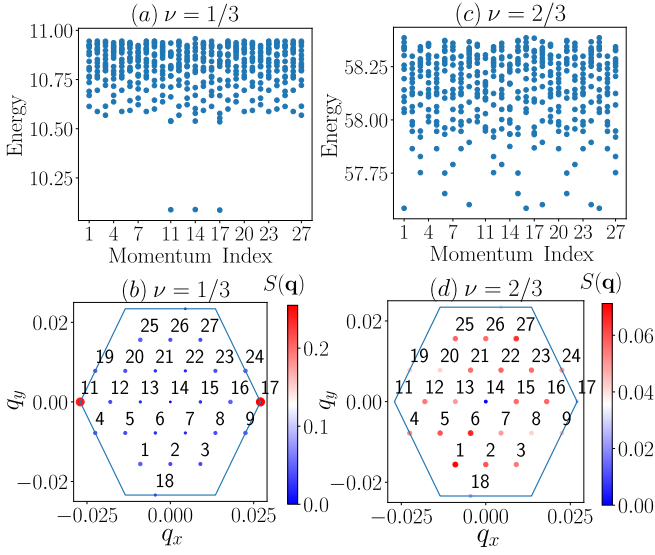 (a) ν = 1/3
11.00
10.75
10.50
10.25
Energy
1 4 7 11 14 17 20 23 27
Momentum Index
(c) ν = 2/3
58.25
58.00
57.75
Energy
1 4 7 11 14 17 20 23 27
Momentum Index
(b) ν = 1/3
S(q)
0.02
0.00
−0.02
q_y
25 26 27
19 20 21 22 23 24
11 12 13 14 15 16 17
4 5 6 7 8 9
1 2 3
18
−0.025 0.000 0.025
q_x
0.2
0.1
0.0
(d) ν = 2/3
S(q)
0.02
0.00
−0.02
q_y
25 26 27
19 20 21 22 23 24
11 12 13 14 15 16 17
4 5 6 7 8 9
1 2 3
18
−0.025 0.000 0.025
q_x
0.06
0.04
0.02
0.00